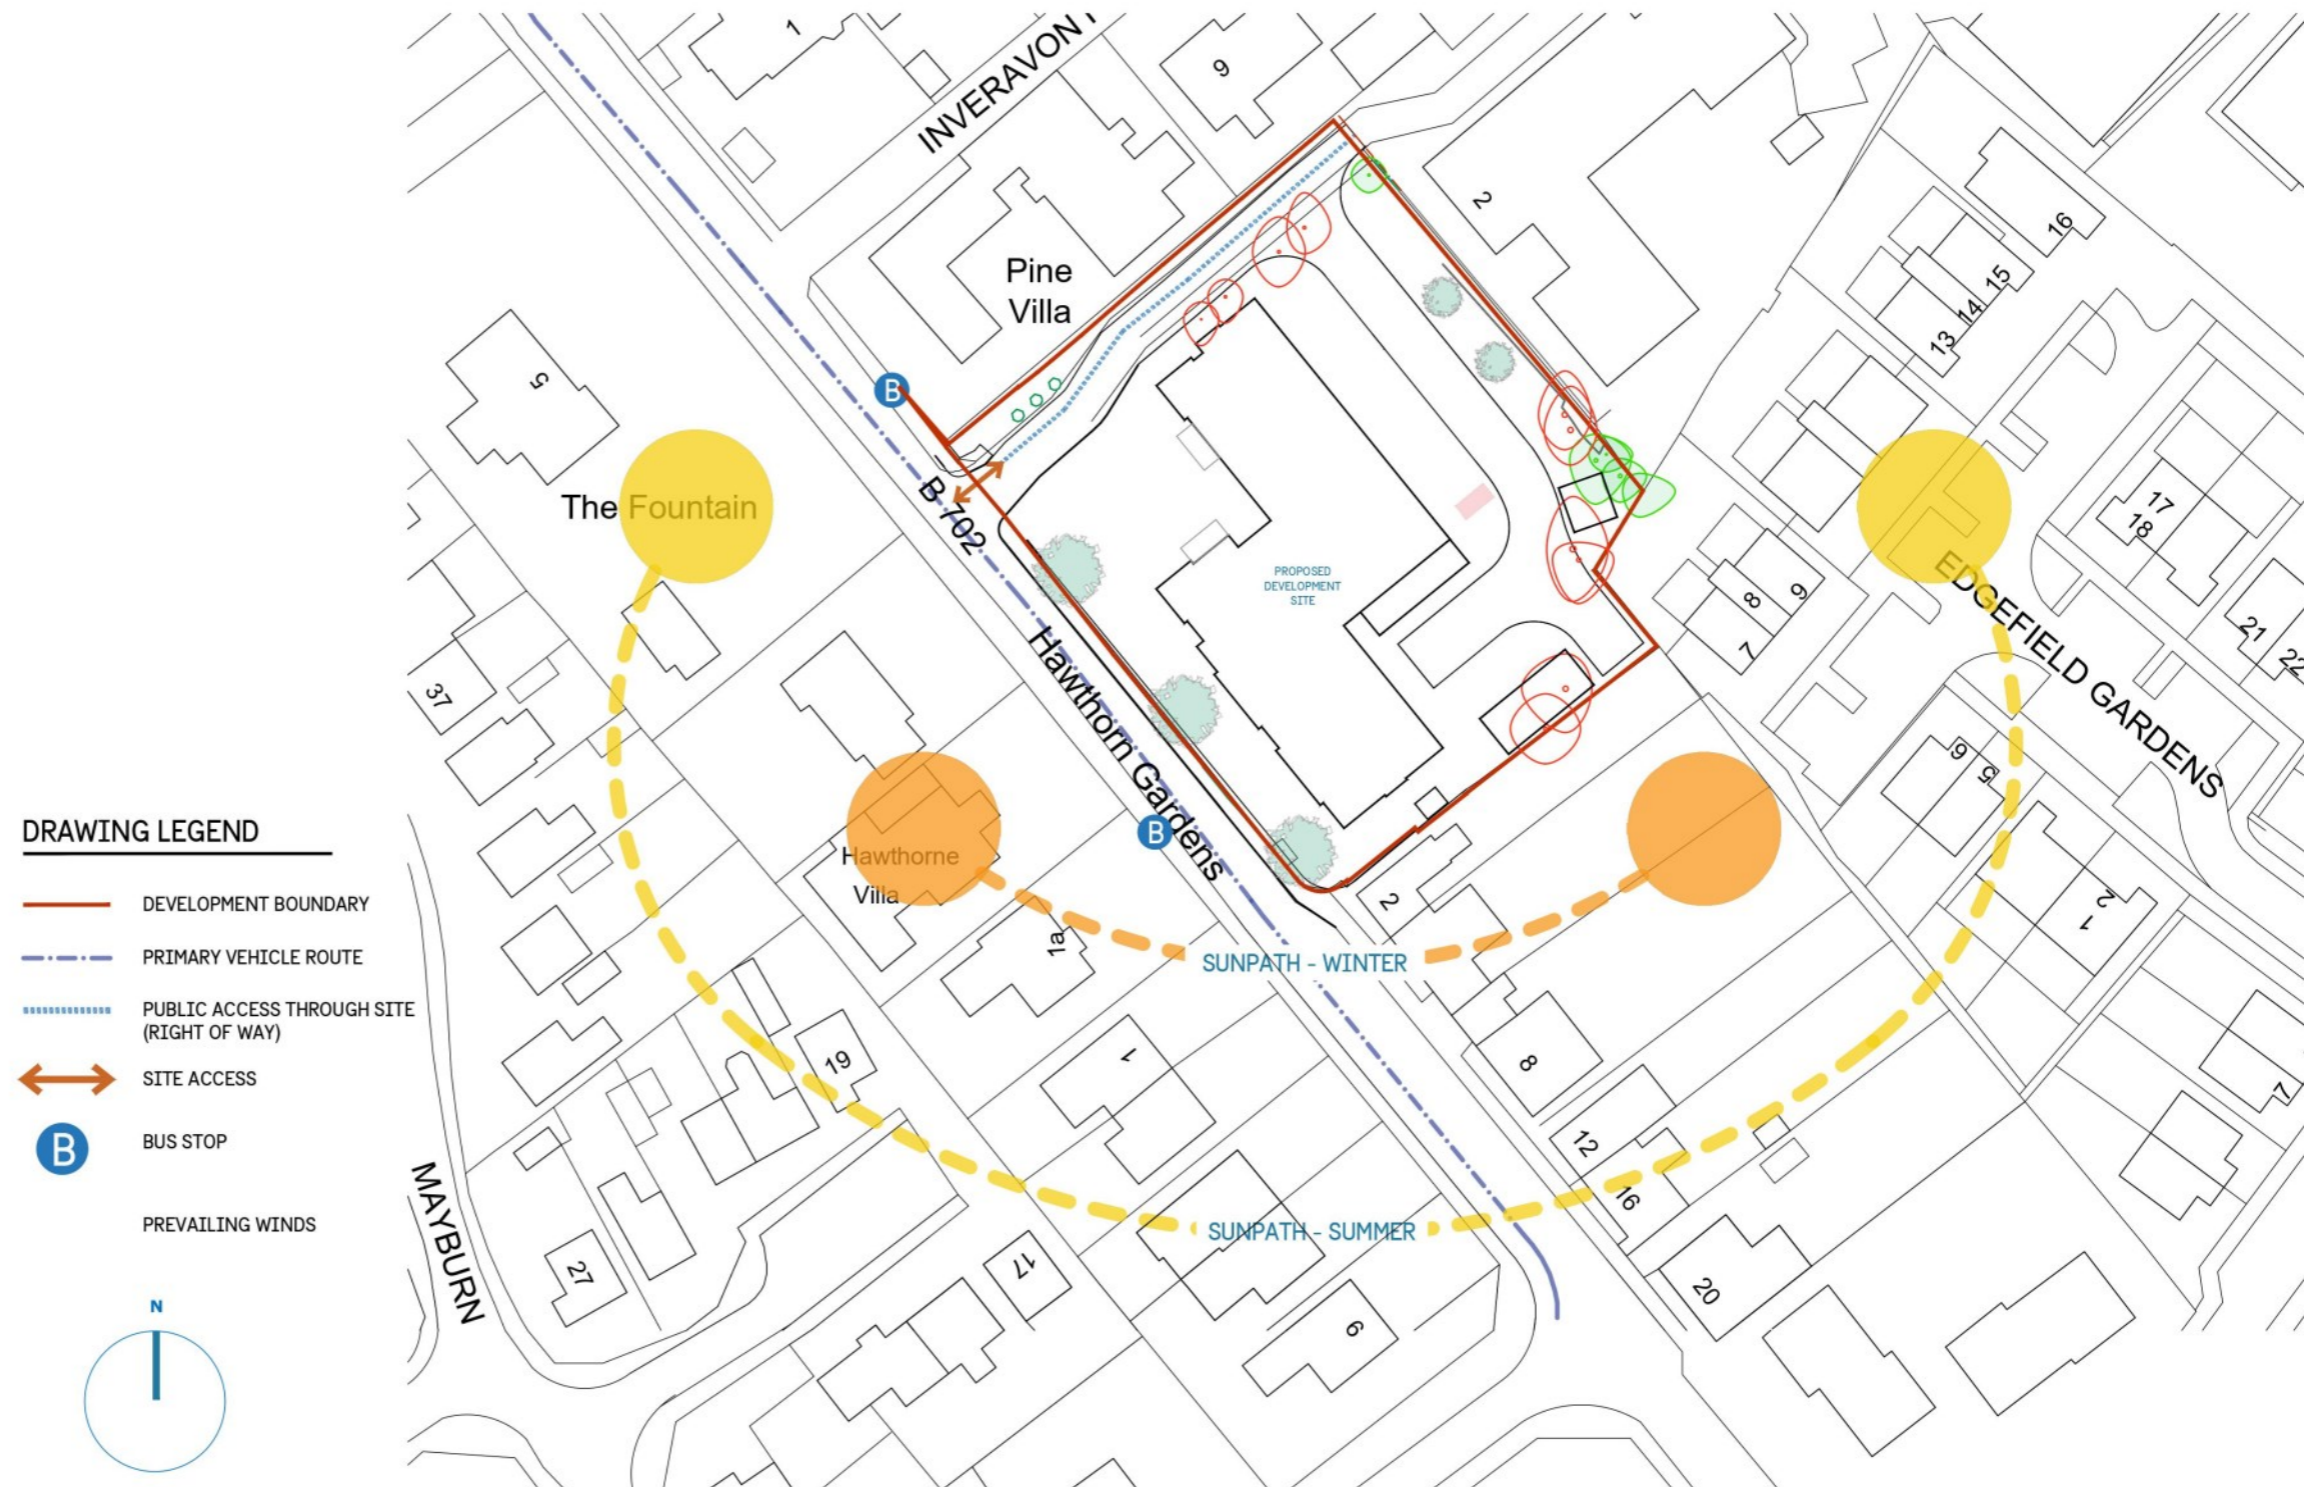 1
INVERAVONT
9
2
16
15
14
13
Pine
Villa
5
B
The Fountain
B 702
17
18
PROPOSED
DEVELOPMENT
SITE
9
8
7
EDGEFIELD GARDENS
21
22
37
Hawthorn Gardens
6
5
B
Hawthorne
Villa
2
2
1
1a
SUNPATH - WINTER
DRAWING LEGEND
DEVELOPMENT BOUNDARY
PRIMARY VEHICLE ROUTE
PUBLIC ACCESS THROUGH SITE
(RIGHT OF WAY)
SITE ACCESS
B
BUS STOP
PREVAILING WINDS
N
19
1
8
7
12
16
MAYBURN
SUNPATH - SUMMER
27
17
20
9